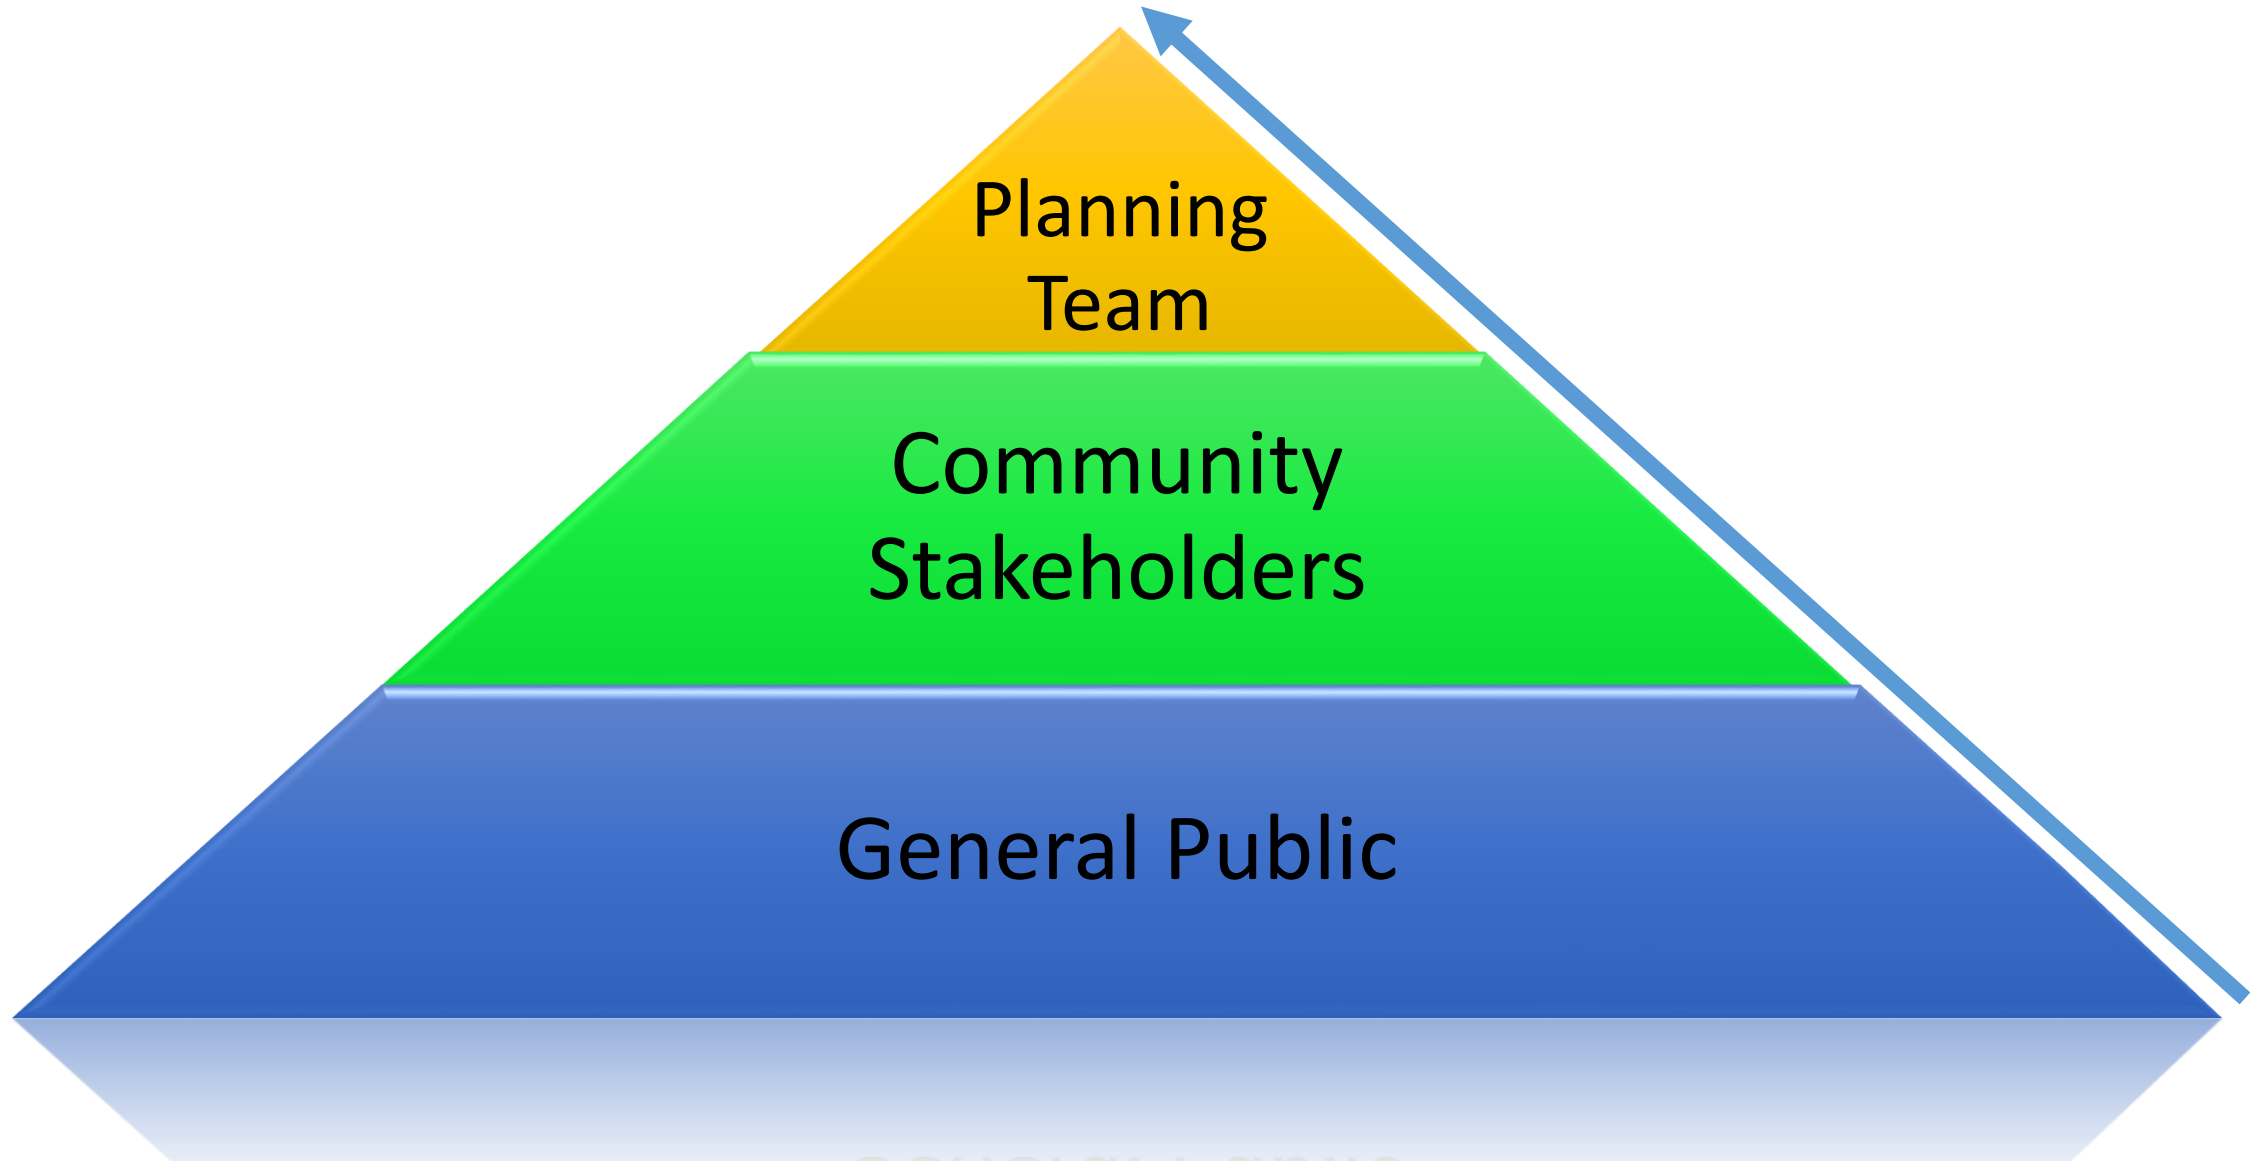 Planning
Team
Community
Stakeholders
General Public